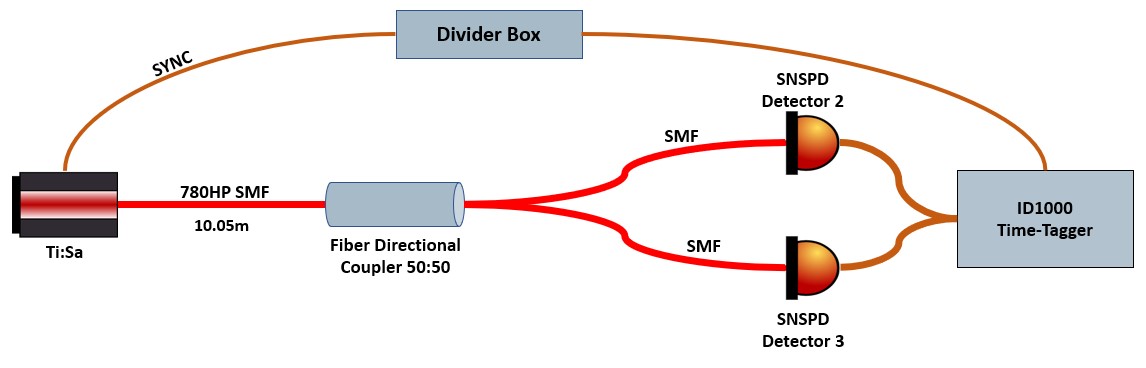 Divider Box
SYNC
SNSPD
Detector 2
SMF
780HP SMF
10.05m
Ti:Sa
Fiber Directional
Coupler 50:50
SMF
ID1000
Time-Tagger
SNSPD
Detector 3